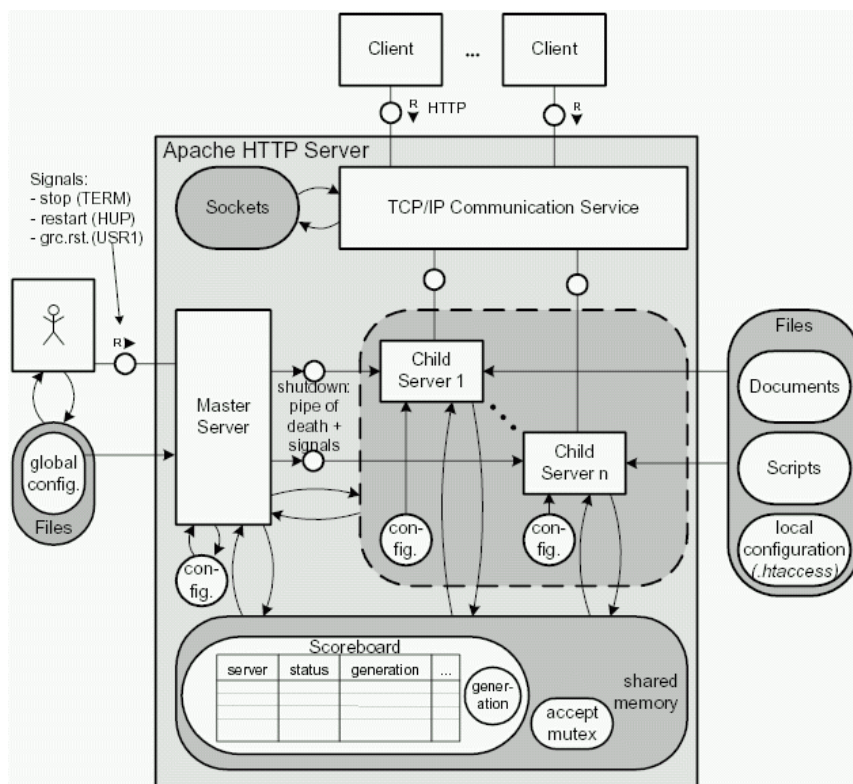 Client
...
Client
R
HTTP
R
Apache HTTP Server
Signals:
- stop (TERM)
- restart (HUP)
- grc.rst.(USR1)
Sockets
TCP/IP Communication Service
R
Master
Server
shutdown:
pipe of
death +
signals
Child
Server 1
Child
Server n
global
config.
Files
con-
fig.
con-
fig.
con-
fig.
Files
Documents
Scripts
local
configuration
(.htaccess)
Scoreboard
server status generation ...
gener-
ation
accept
mutex
shared
memory